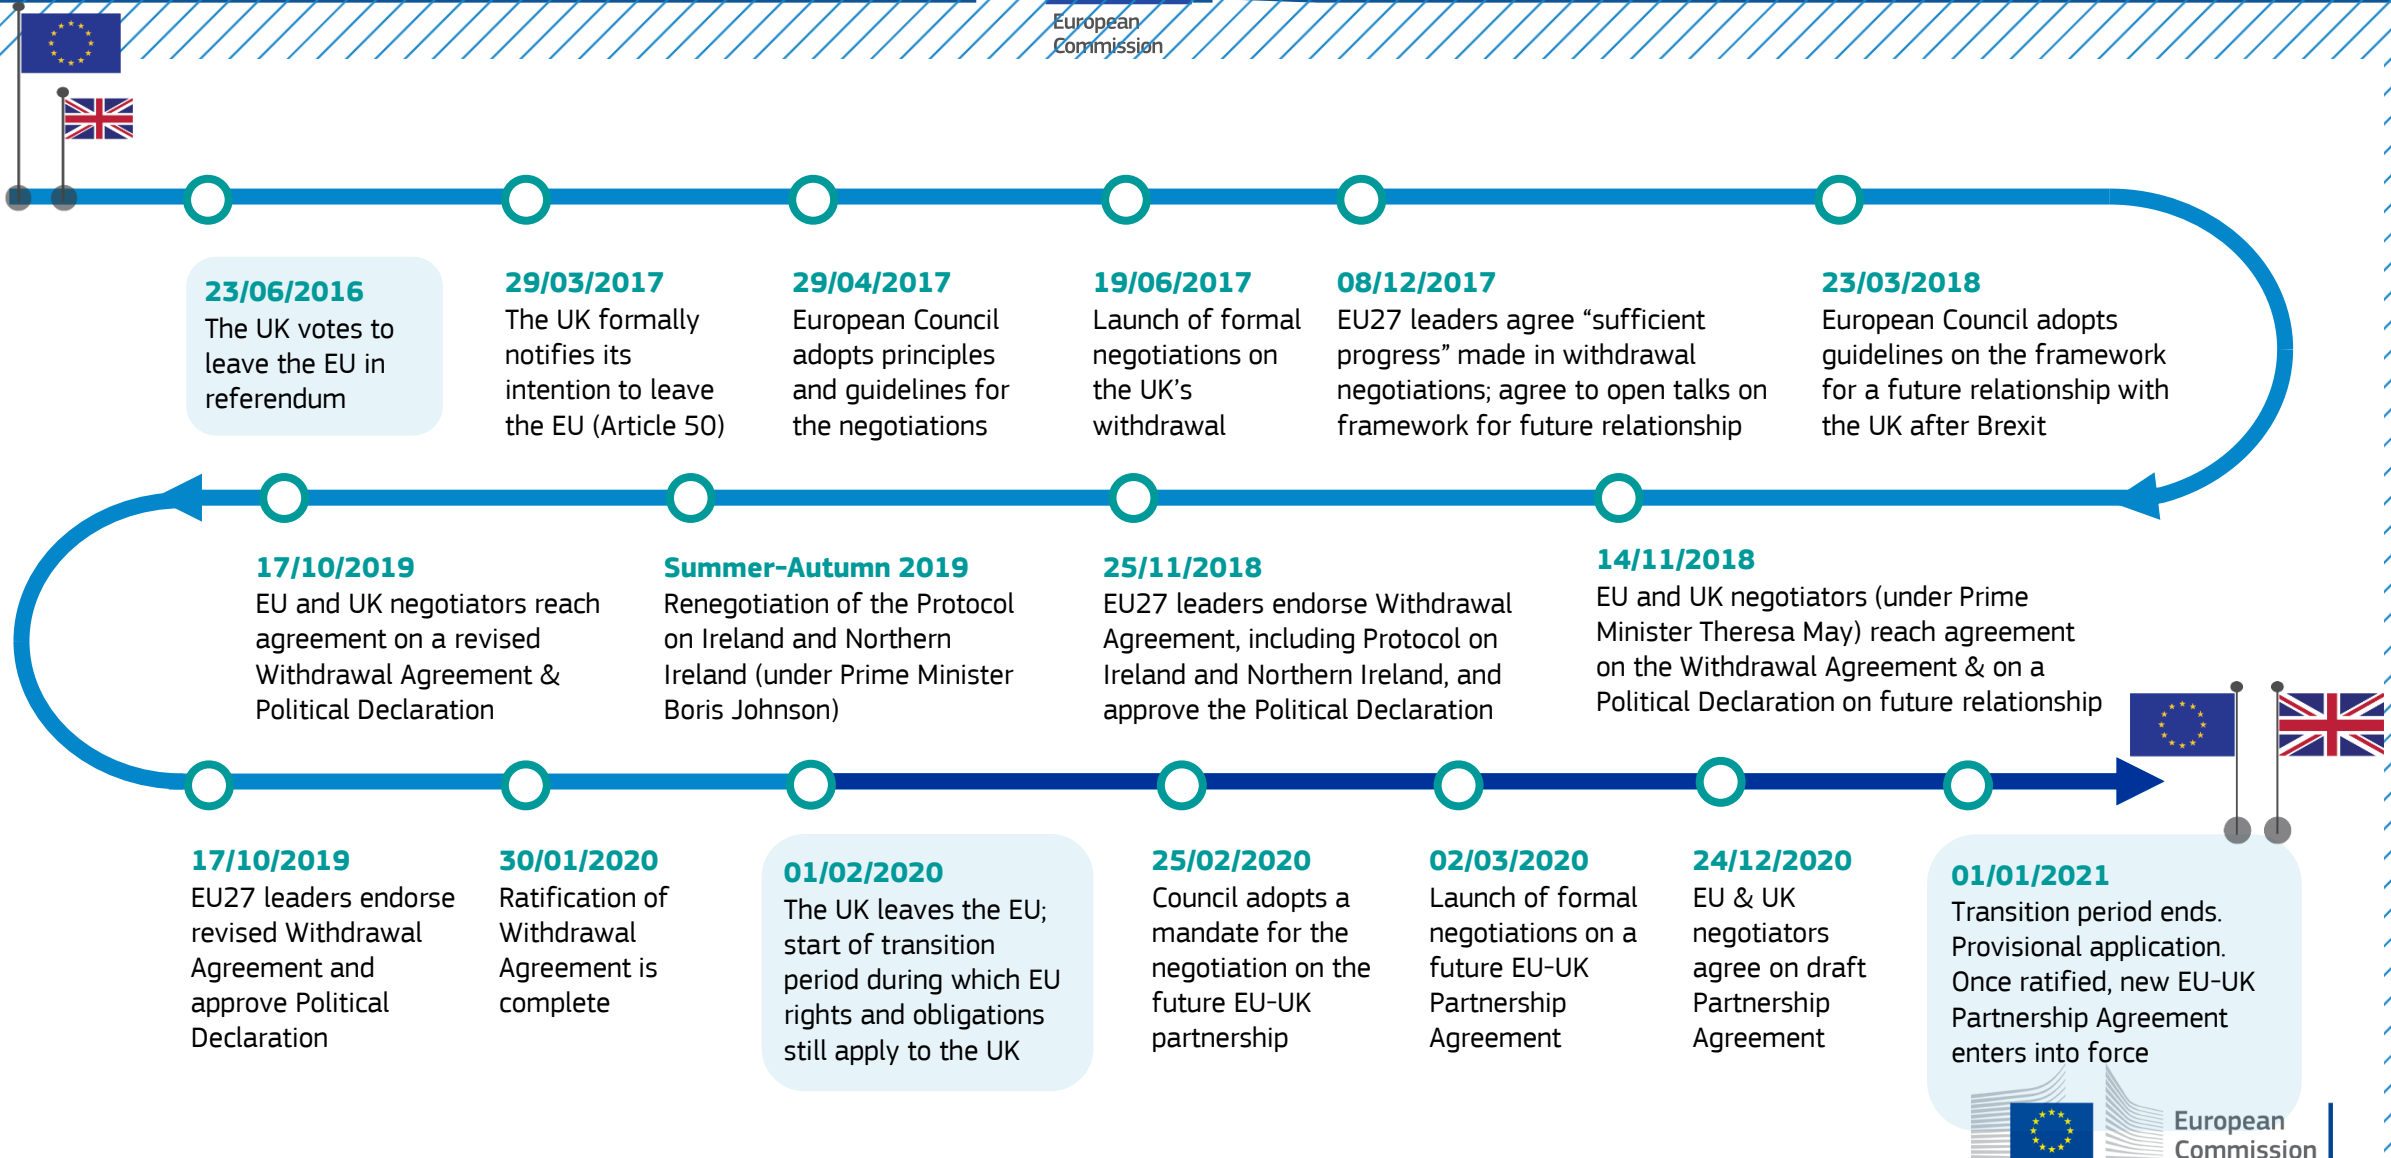 European
Commission
23/06/2016
The UK votes to
leave the EU in
referendum
29/03/2017
The UK formally
notifies its
intention to leave
the EU (Article 50)
29/04/2017
European Council
adopts principles
and guidelines for
the negotiations
19/06/2017
Launch of formal
negotiations on
the UK’s
withdrawal
08/12/2017
EU27 leaders agree “sufficient
progress” made in withdrawal
negotiations; agree to open talks on
framework for future relationship
23/03/2018
European Council adopts
guidelines on the framework
for a future relationship with
the UK after Brexit
14/11/2018
EU and UK negotiators (under Prime
Minister Theresa May) reach agreement
on the Withdrawal Agreement & on a
Political Declaration on future relationship
25/11/2018
EU27 leaders endorse Withdrawal
Agreement, including Protocol on
Ireland and Northern Ireland, and
approve the Political Declaration
Summer-Autumn 2019
Renegotiation of the Protocol
on Ireland and Northern
Ireland (under Prime Minister
Boris Johnson)
17/10/2019
EU and UK negotiators reach
agreement on a revised
Withdrawal Agreement &
Political Declaration
17/10/2019
EU27 leaders endorse
revised Withdrawal
Agreement and
approve Political
Declaration
30/01/2020
Ratification of
Withdrawal
Agreement is
complete
01/02/2020
The UK leaves the EU;
start of transition
period during which EU
rights and obligations
still apply to the UK
25/02/2020
Council adopts a
mandate for the
negotiation on the
future EU-UK
partnership
02/03/2020
Launch of formal
negotiations on a
future EU-UK
Partnership
Agreement
24/12/2020
EU & UK
negotiators
agree on draft
Partnership
Agreement
01/01/2021
Transition period ends.
Provisional application.
Once ratified, new EU-UK
Partnership Agreement
enters into force
European
Commission